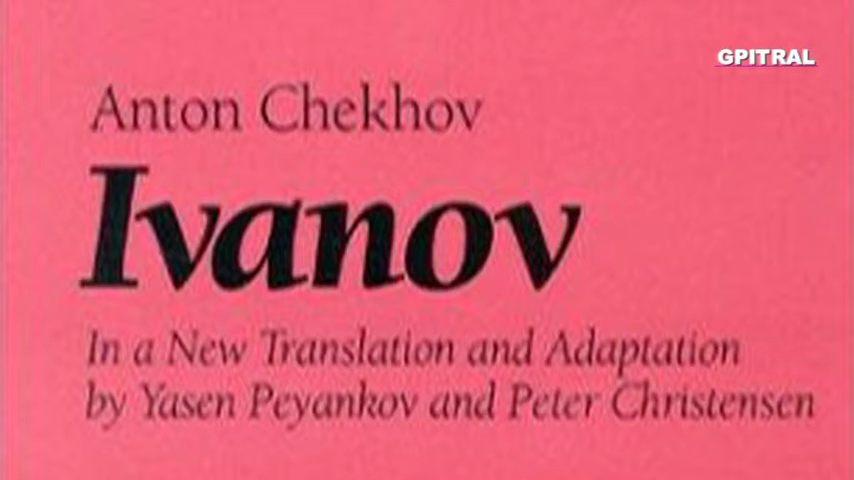 GPITRAL
Anton Chekhov
Ivanov
In a New Translation and Adaptation
by Yasen Peyankov and Peter Christensen